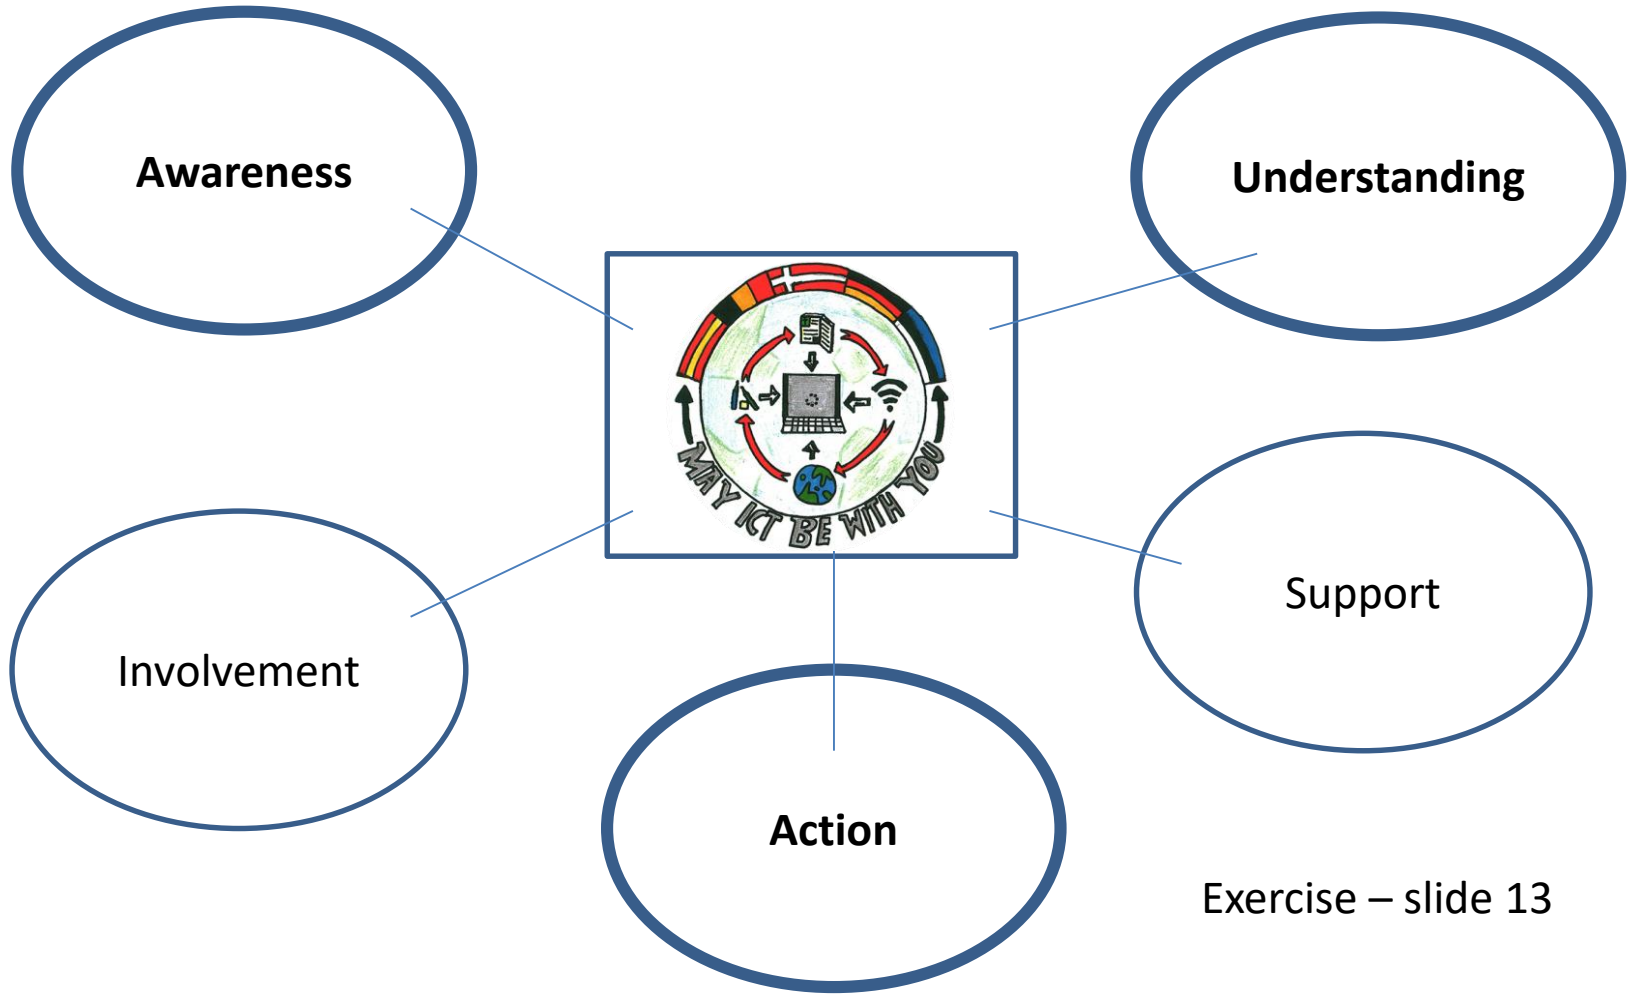 Awareness
Understanding
MAY ICT BE WITH YOU
Involvement
Support
Action
Exercise – slide 13